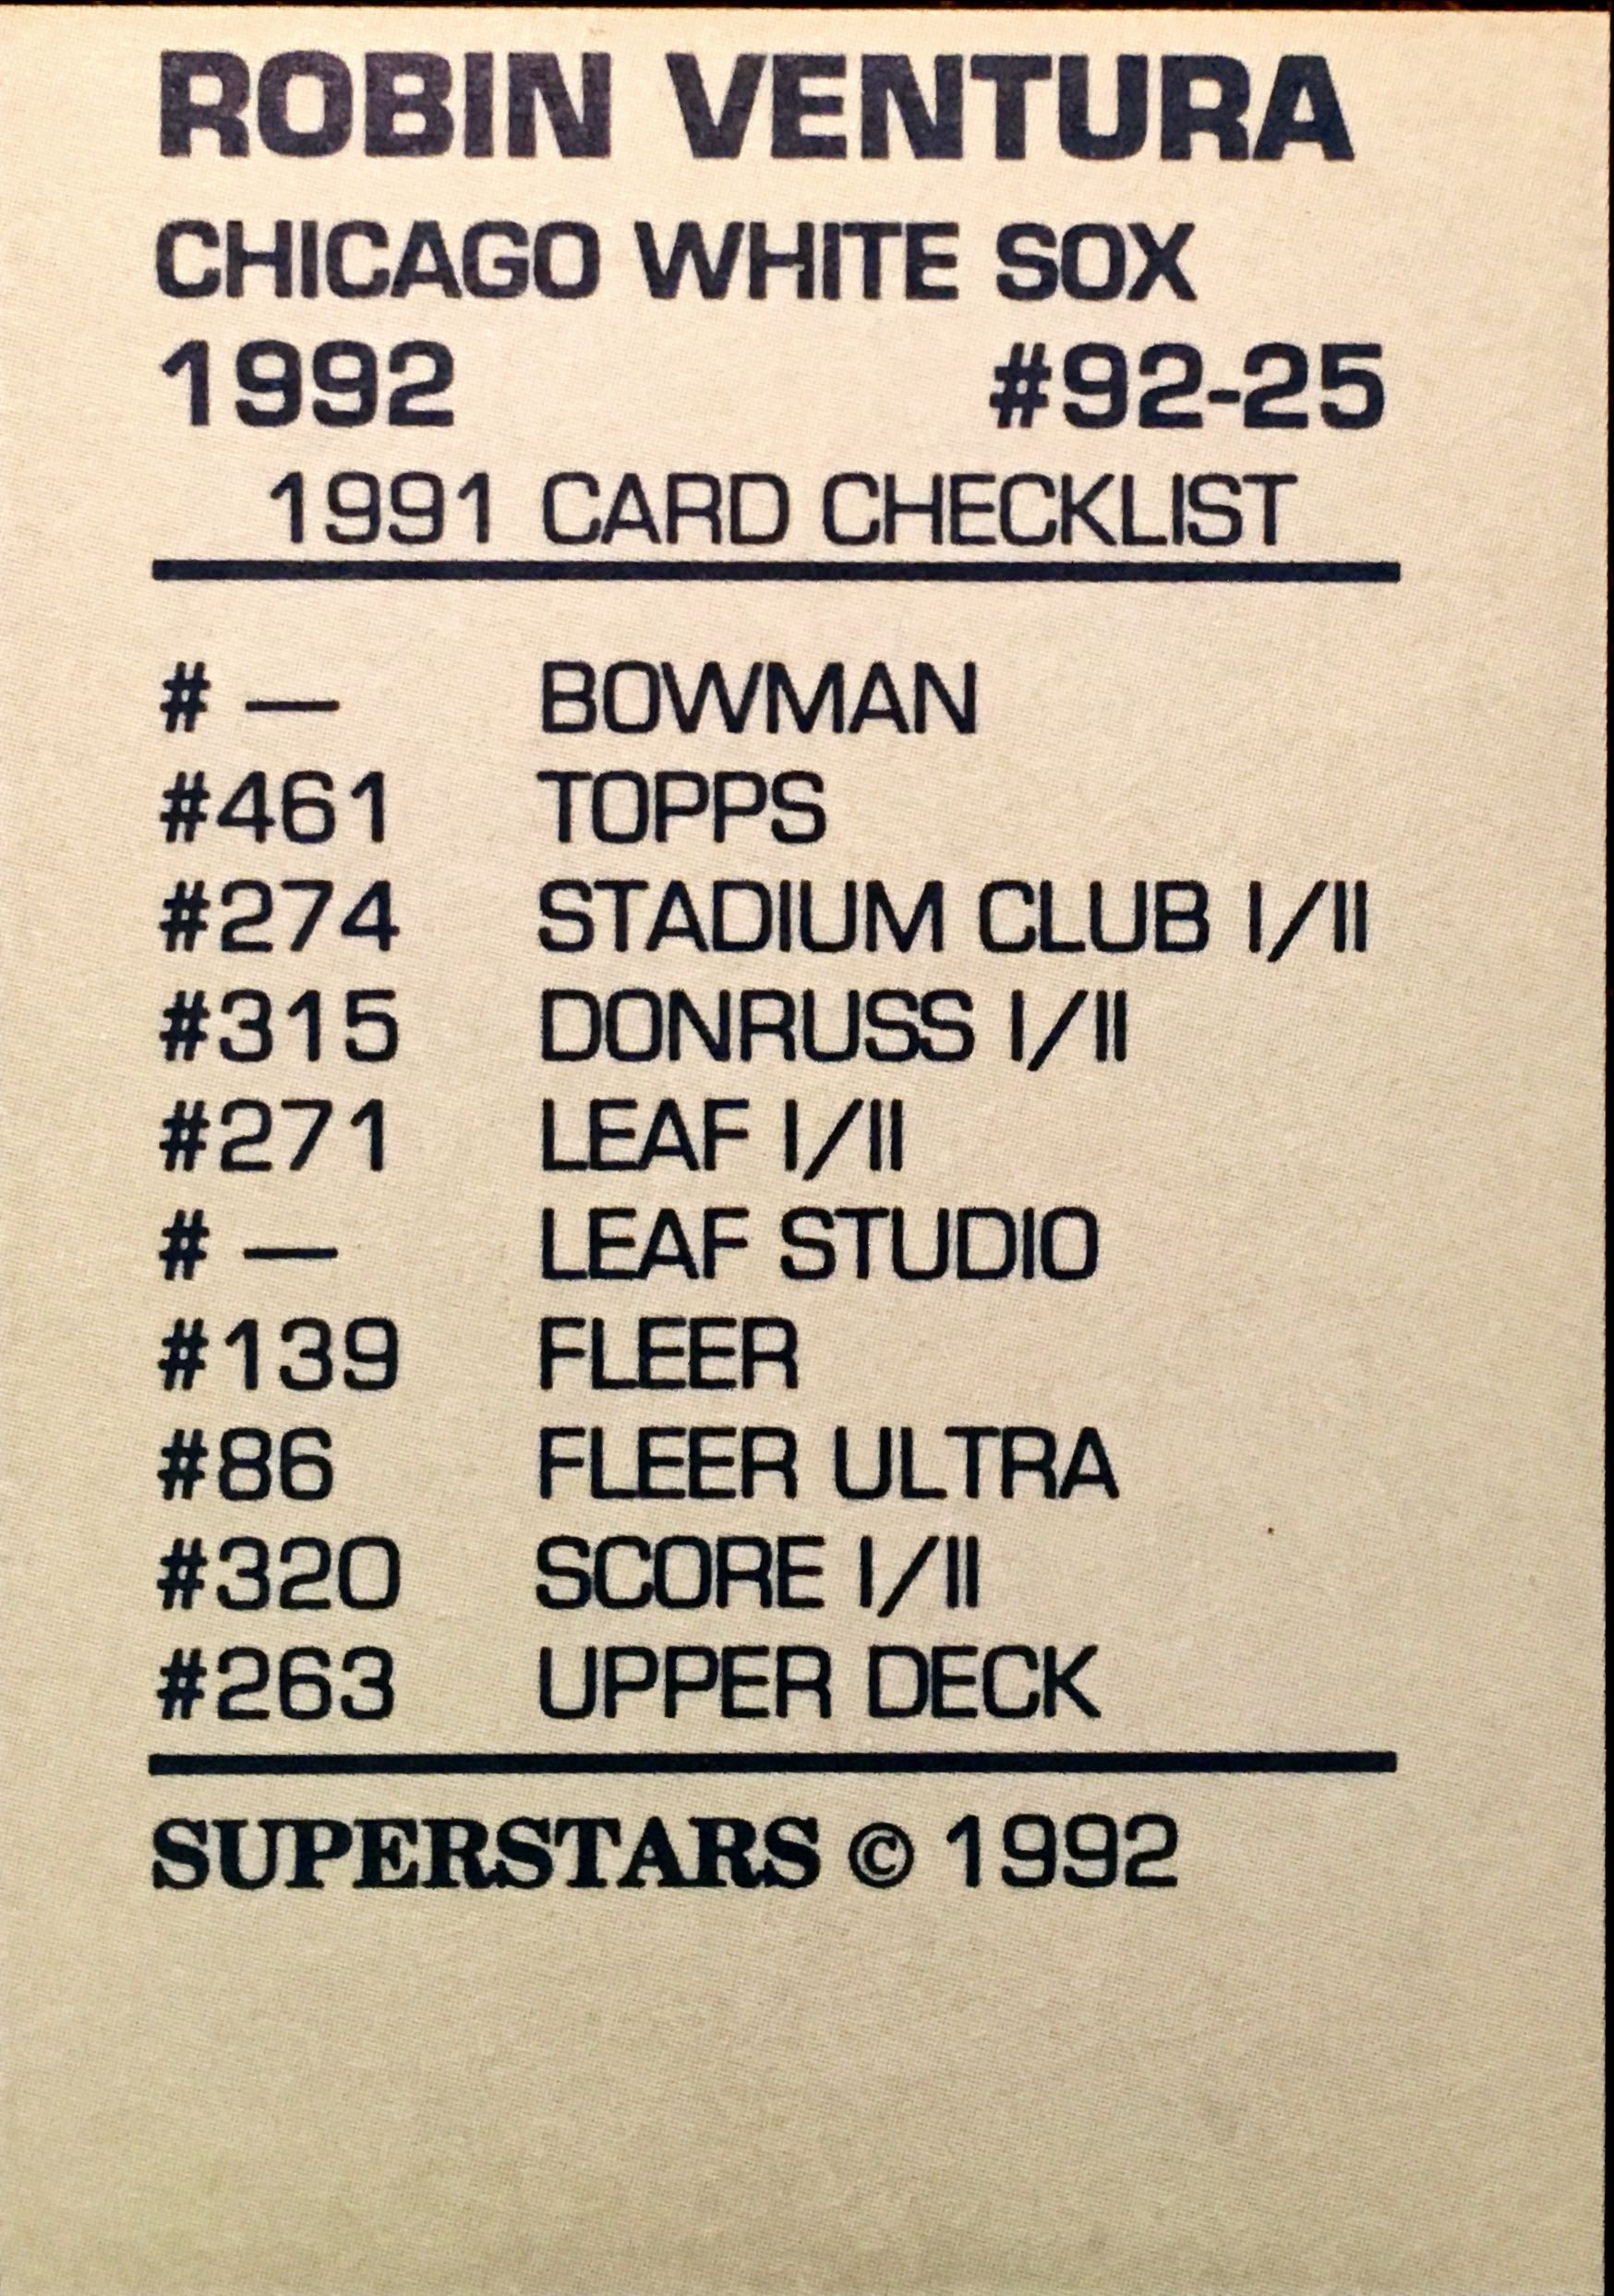 ROBIN VENTURA
CHICAGO WHITE SOX
1992 #92-25
1991 CARD CHECKLIST
# — BOWMAN
#461 TOPPS
#274 STADIUM CLUB I/II
#315 DONRUSS I/II
#271 LEAF I/II
# — LEAF STUDIO
#139 FLEER
#86 FLEER ULTRA
#320 SCORE I/II
#263 UPPER DECK
SUPERSTARS © 1992